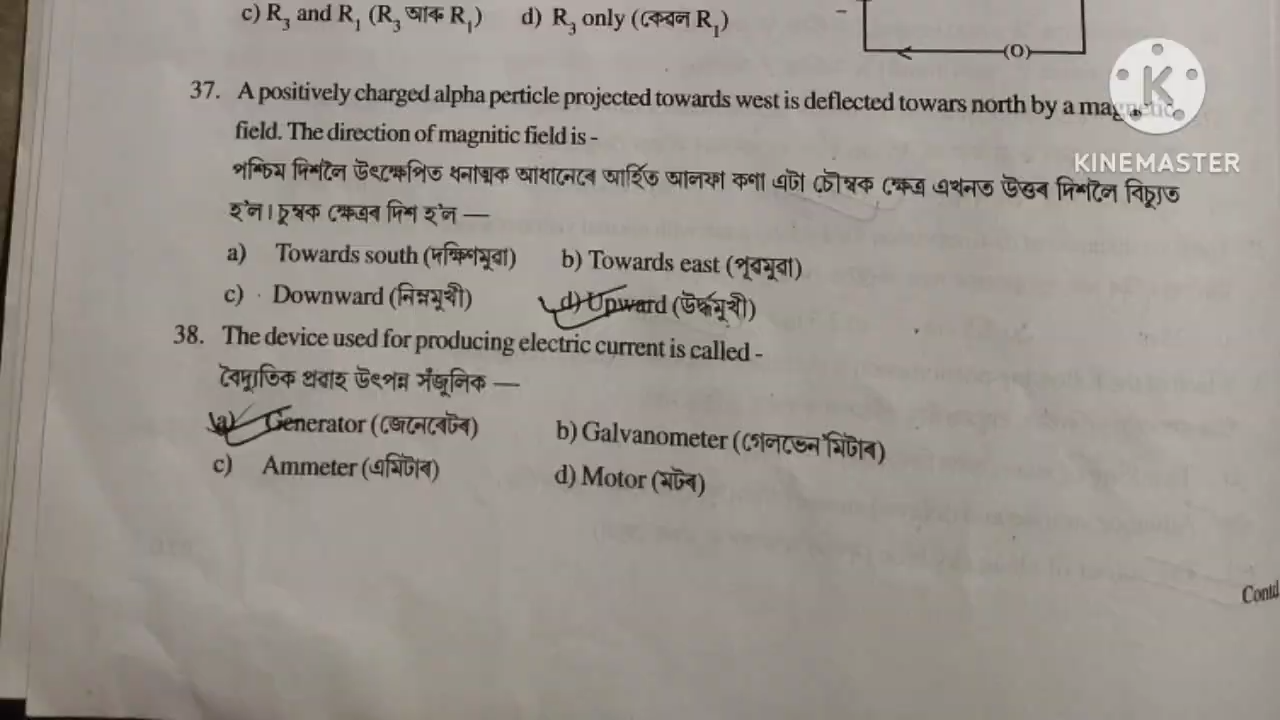 c) R₃ and R₁ (R₃ আৰু R₁) d) R₃ only (কেৱল R₁)
(O)
37. A positively charged alpha perticle projected towards west is deflected towars north by a magnetic
field. The direction of magnitic field is -
পশ্চিম দিশলৈ উৎক্ষেপিত ধনাত্মক আধানেৰে আহিত আলফা কণা এটা চৌম্বক ক্ষেত্ৰ এখনত উত্তৰ দিশলৈ বিচ্যুত
হ'ল। চুম্বক ক্ষেত্ৰৰ দিশ হ'ল —
a) Towards south (দক্ষিণমূৱা) b) Towards east (পূৱমূৱা)
c) Downward (নিম্নমূখী) d) Upward (উৰ্দ্ধমূখী)
38. The device used for producing electric current is called -
বৈদ্যুতিক প্ৰবাহ উৎপন্ন সঁজুলিক —
a) Generator (জেনেৰেটৰ) b) Galvanometer (গেলভেন'মিটাৰ)
c) Ammeter (এমিটাৰ) d) Motor (মটৰ)
Contd
K
KINEMASTER